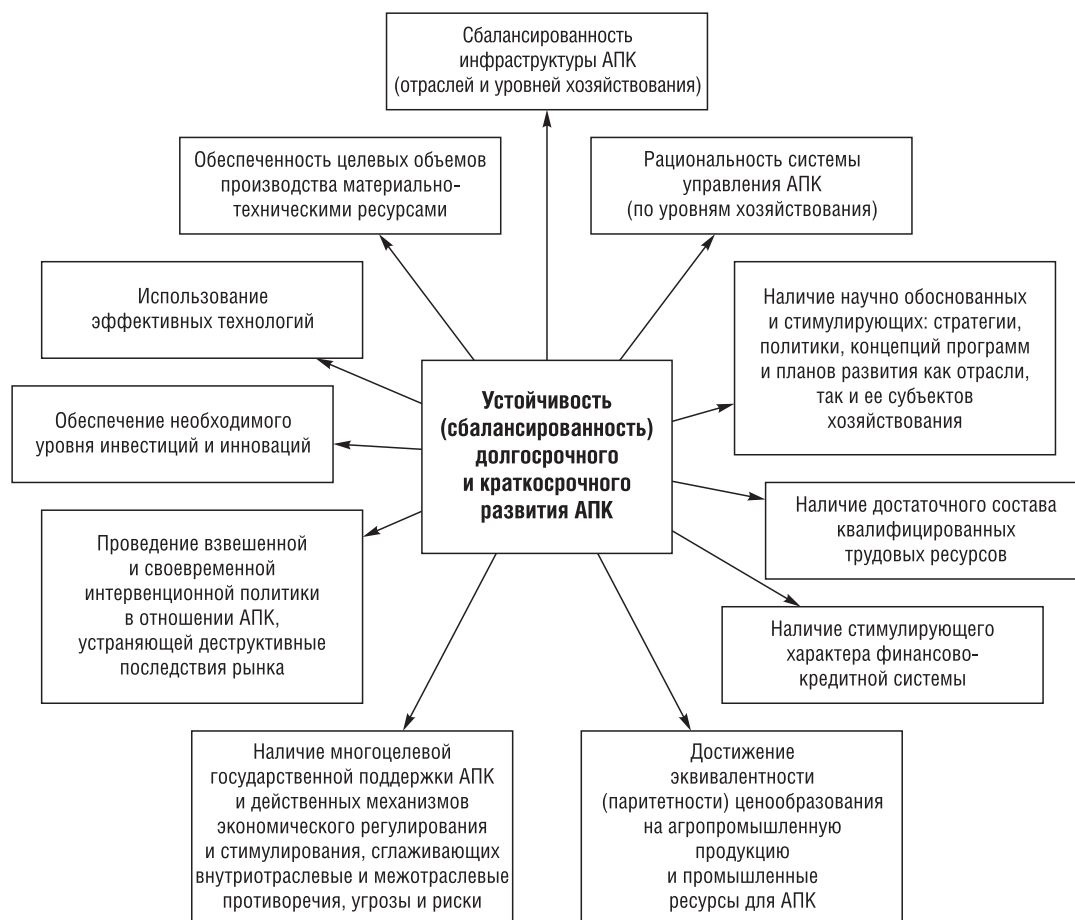 Сбалансированность
инфраструктуры АПК
(отраслей и уровней хозяйствования)
Обеспеченность целевых объемов
производства материально-
техническими ресурсами
Рациональность системы
управления АПК
(по уровням хозяйствования)
Использование
эффективных технологий
Наличие научно обоснованных
и стимулирующих: стратегии,
политики, концепций программ
и планов развития как отрасли,
так и ее субъектов
хозяйствования
Устойчивость
(сбалансированность)
долгосрочного
и краткосрочного
развития АПК
Обеспечение необходимого
уровня инвестиций и инноваций
Наличие достаточного состава
квалифицированных
трудовых ресурсов
Проведение взвешенной
и своевременной
интервенционной политики
в отношении АПК,
устраняющей деструктивные
последствия рынка
Наличие стимулирующего
характера финансово-
кредитной системы
Наличие многоцелевой
государственной поддержки АПК
и действенных механизмов
экономического регулирования
и стимулирования, сглаживающих
внутриотраслевые и межотраслевые
противоречия, угрозы и риски
Достижение
эквивалентности
(паритетности) ценообразования
на агропромышленную
продукцию
и промышленные
ресурсы для АПК